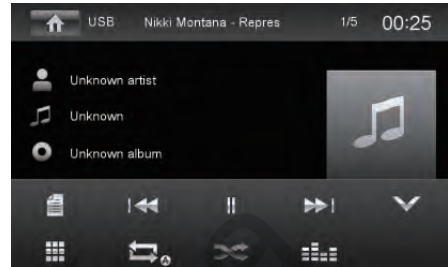 USB Nikki Montana - Repres 1/5 00:25
Unknown artist
Unknown
Unknown album